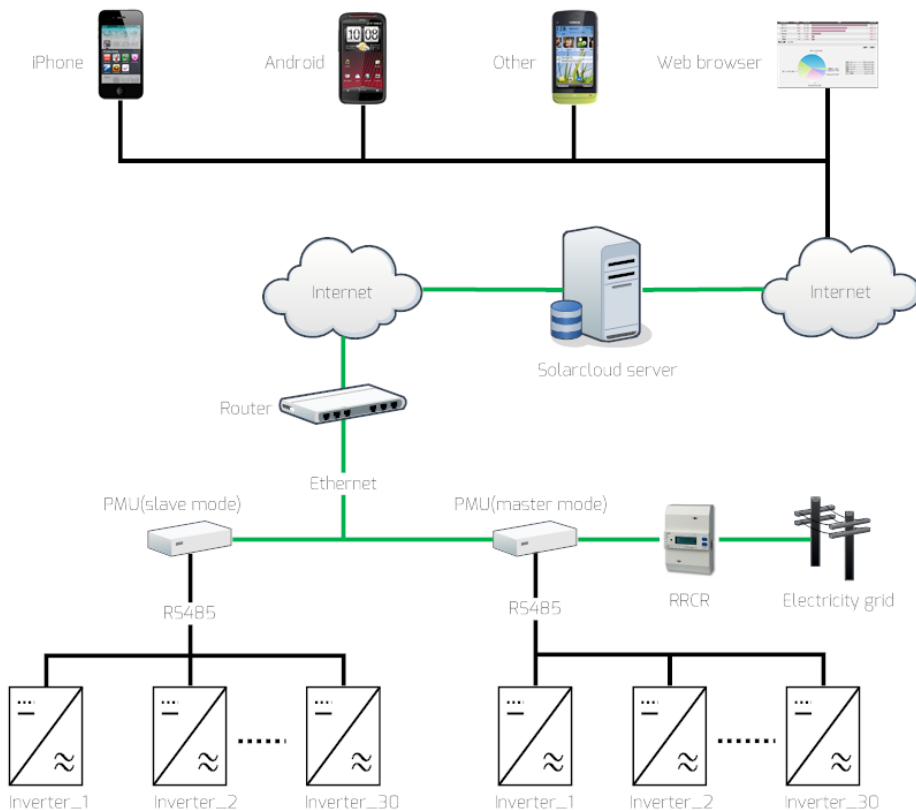 iPhone
Android
Other
Web browser
Internet
Internet
Solarcloud server
Router
Ethernet
PMU(slave mode)
PMU(master mode)
RS485
RS485
RRCR
Electricity grid
Inverter_1
Inverter_2
Inverter_30
Inverter_1
Inverter_2
Inverter_30